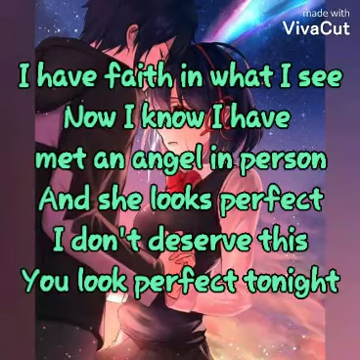 made with
VivaCut
I have faith in what I see
Now I know I have
met an angel in person
And she looks perfect
I don't deserve this
You look perfect tonight